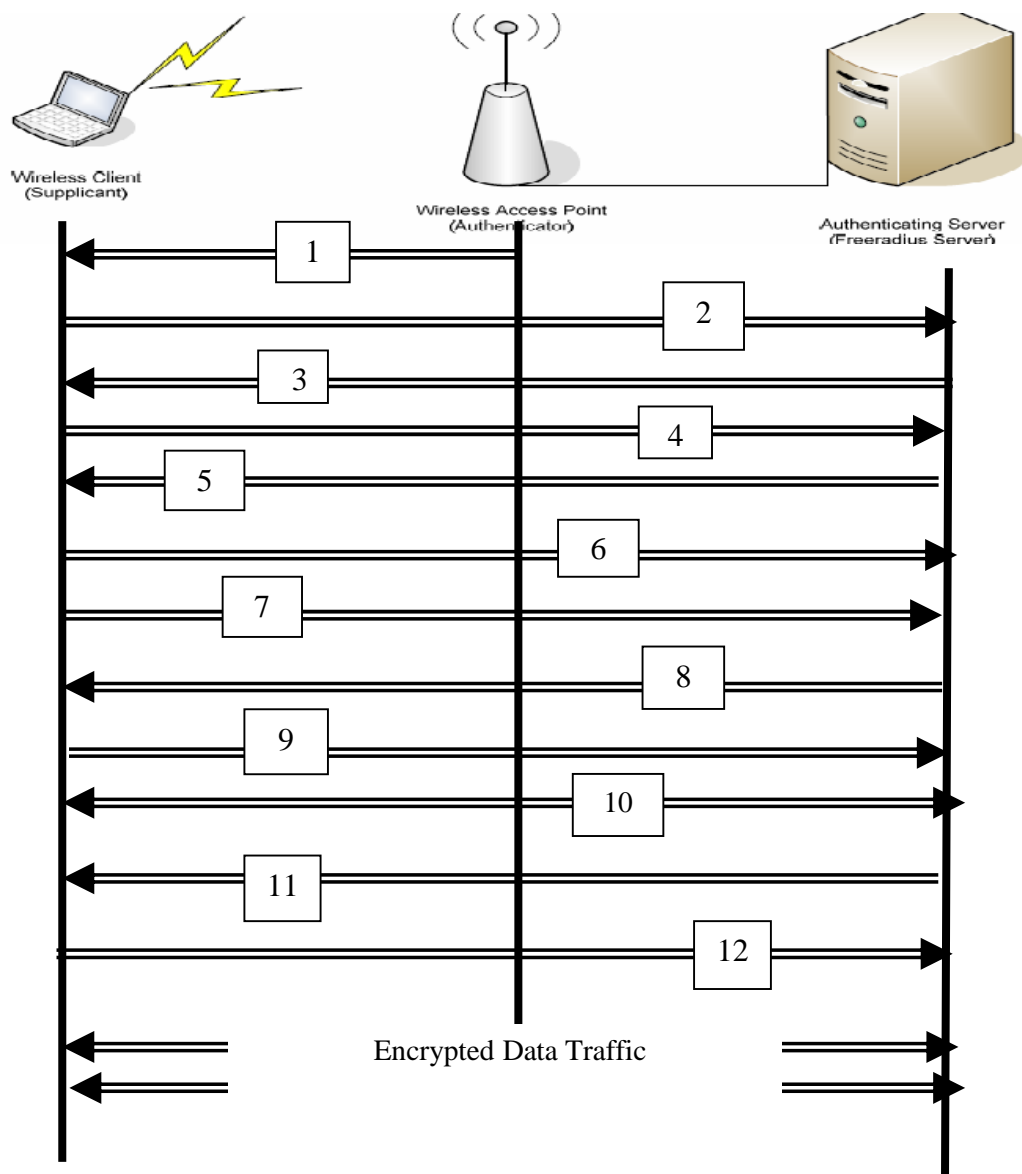 Wireless Client
(Supplicant)
Wireless Access Point
(Authenticator)
Authenticating Server
(Freeradius Server)
1
2
3
4
5
6
7
8
9
10
11
12
Encrypted Data Traffic